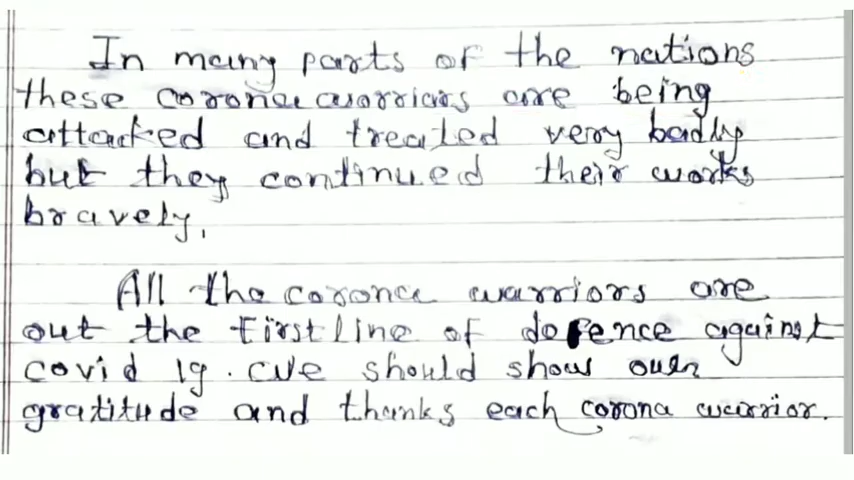 In many parts of the nations
these corona warriors are being
attacked and treated very badly
but they continued their works
bravely.
All the corona warriors are
out the first line of defence against
covid 19. We should show our
gratitude and thanks each corona warrior.